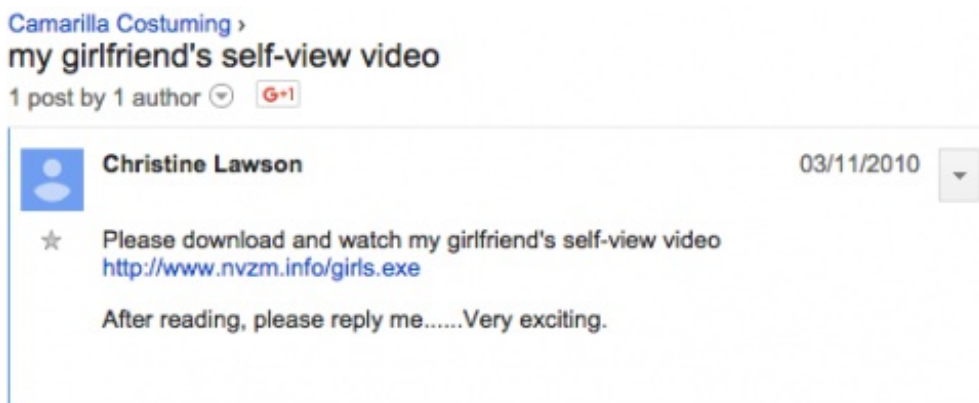 Camarilla Costuming ›
my girlfriend's self-view video
1 post by 1 author G+1
Christine Lawson 03/11/2010
Please download and watch my girlfriend's self-view video
http://www.nvzm.info/girls.exe
After reading, please reply me......Very exciting.